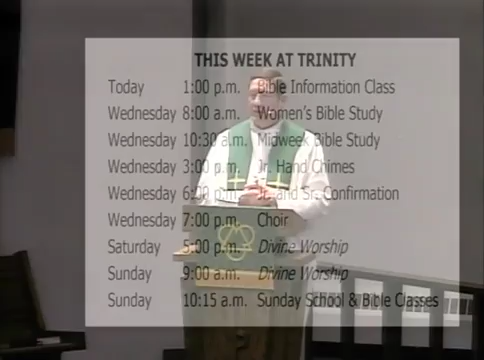 THIS WEEK AT TRINITY
Today 1:00 p.m. Bible Information Class
Wednesday 8:00 a.m. Women's Bible Study
Wednesday 10:30 a.m. Midweek Bible Study
Wednesday 3:00 p.m. Jr. Hand Chimes
Wednesday 6:00 p.m. Jr. and Sr. Confirmation
Wednesday 7:00 p.m. Choir
Saturday 5:00 p.m. Divine Worship
Sunday 9:00 a.m. Divine Worship
Sunday 10:15 a.m. Sunday School & Bible Classes